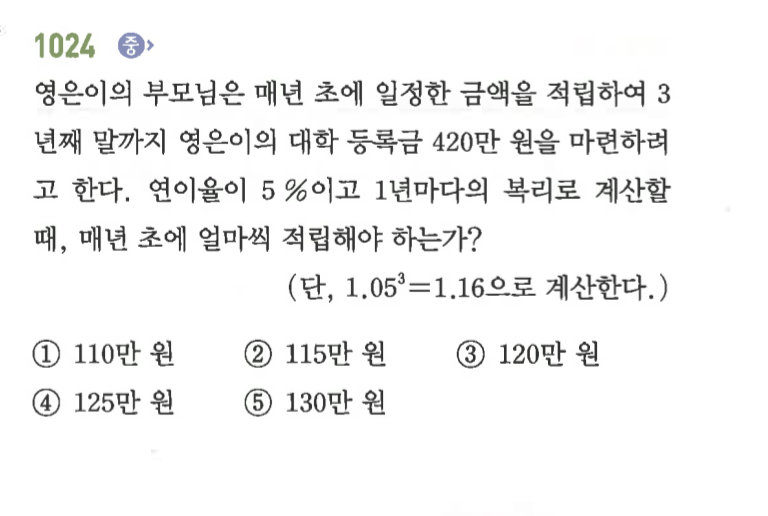 1024 중
영은이의 부모님은 매년 초에 일정한 금액을 적립하여 3
년째 말까지 영은이의 대학 등록금 420만 원을 마련하려
고 한다. 연이율이 5 %이고 1년마다의 복리로 계산할
때, 매년 초에 얼마씩 적립해야 하는가?
(단, 1.05³=1.16으로 계산한다.)
① 110만 원 ② 115만 원 ③ 120만 원
④ 125만 원 ⑤ 130만 원